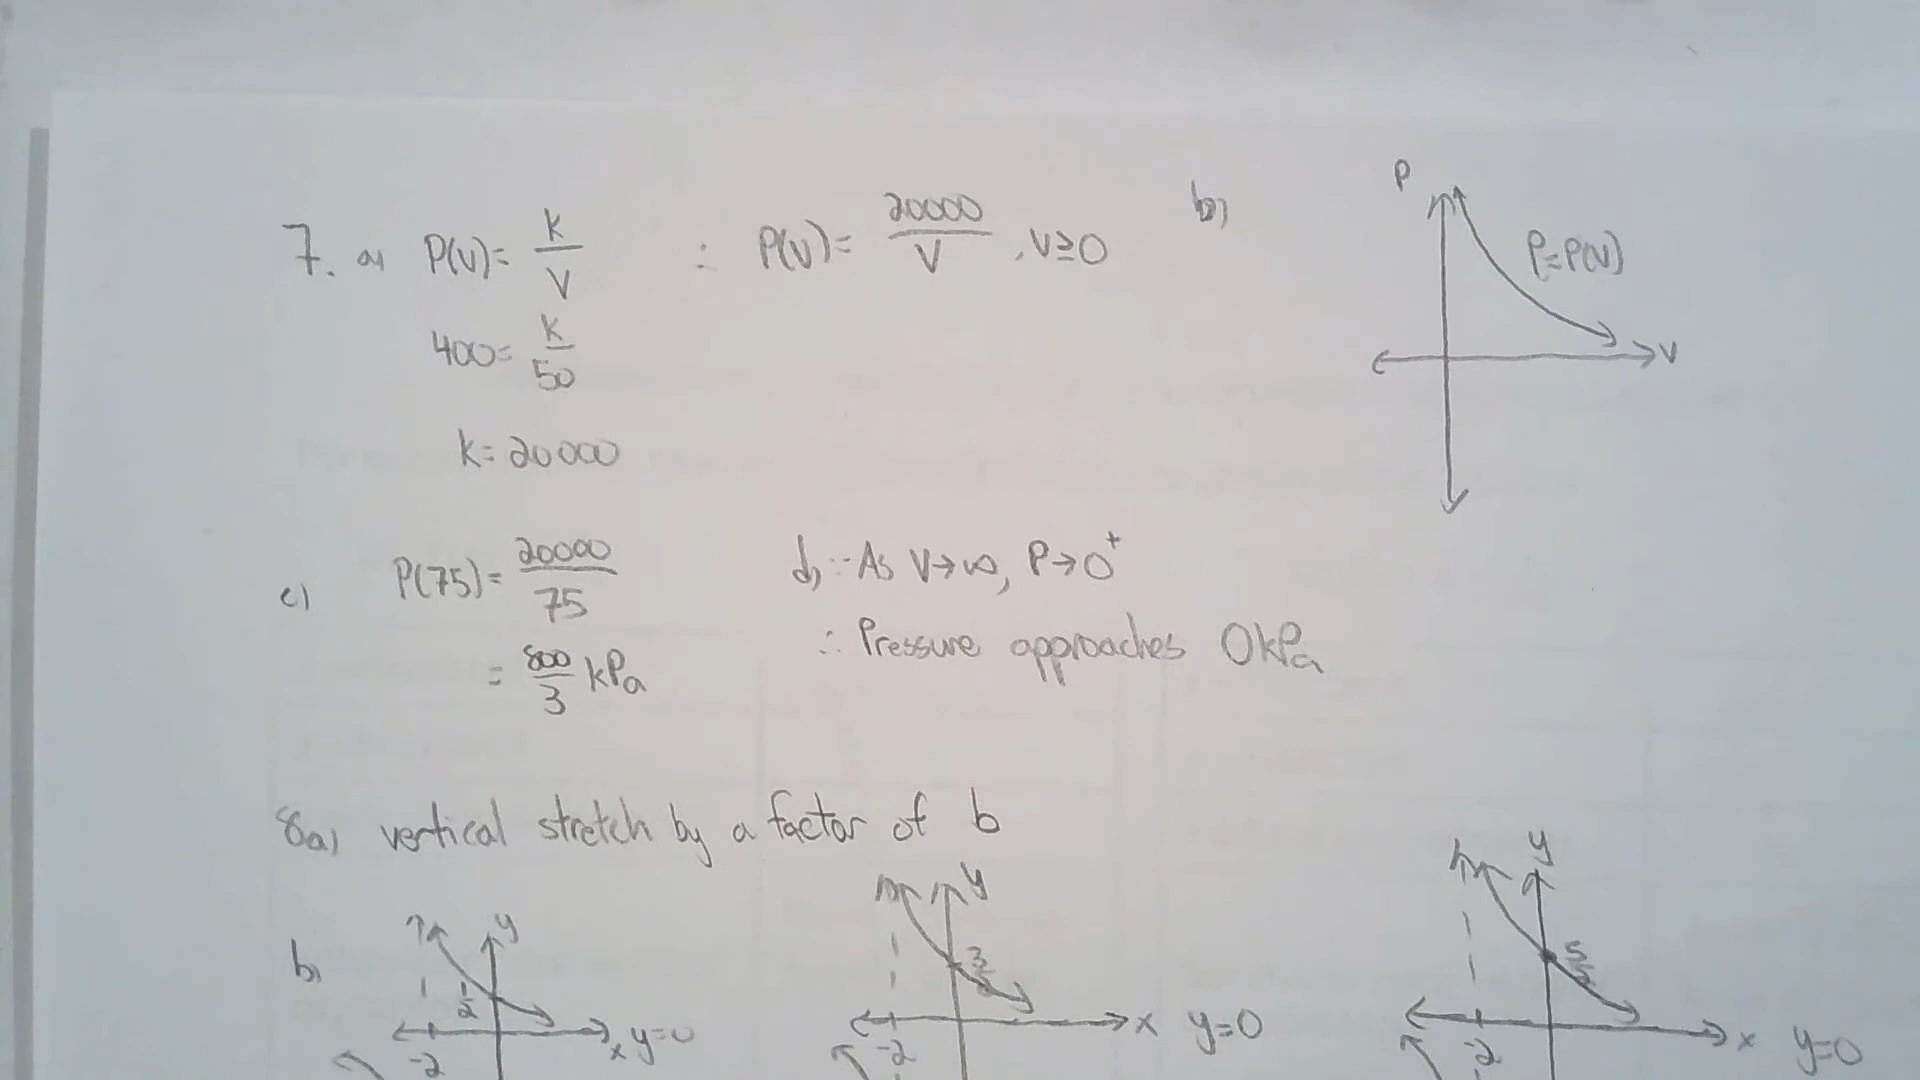 7. a) P(V) = K/V ∴ P(V) = 20000/V, V≥0
400 = K/50
K = 20000
b)
P
P=P(V)
V
c) P(75) = 20000/75
= 800/3 kPa
d) ∵ As V→∞, P→0⁺
∴ Pressure approaches 0kPa
8a) vertical stretch by a factor of b
b)
y
1/2
-2
x y=0
y
3/2
-2
x y=0
y
5/2
-2
x y=0